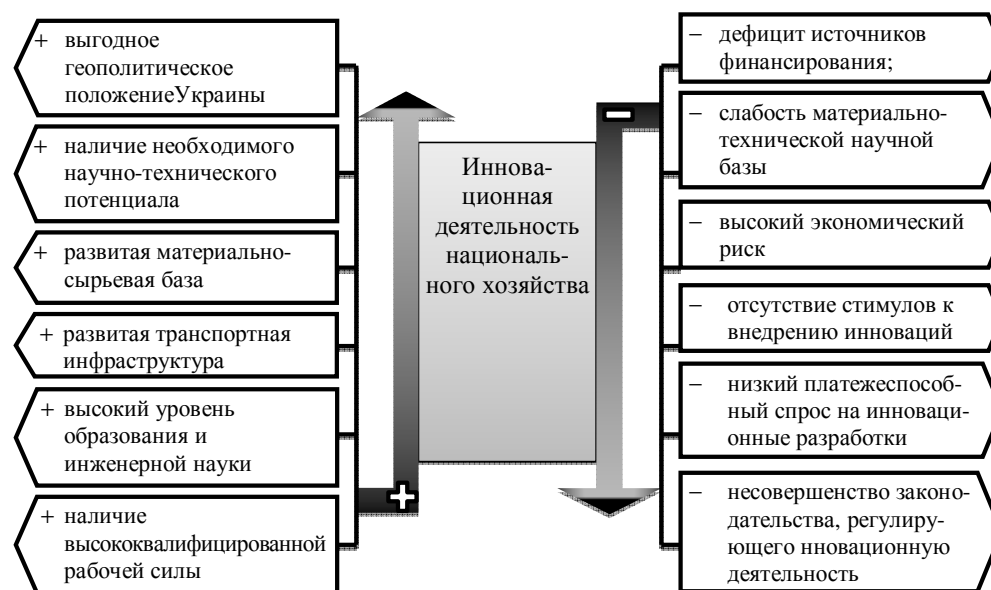 + выгодное
геополитическое
положениеУкраины
+ наличие необходимого
научно-технического
потенциала
+ развитая материально-
сырьевая база
+ развитая транспортная
инфраструктура
+ высокий уровень
образования и
инженерной науки
+ наличие
высококвалифицированной
рабочей силы
Иннова-
ционная
деятельность
националь-
ного хозяйства
+
−
− дефицит источников
финансирования;
− слабость материально-
технической научной
базы
− высокий экономический
риск
− отсутствие стимулов к
внедрению инноваций
− низкий платежеспособ-
ный спрос на инноваци-
онные разработки
− несовершенство законо-
дательства, регулирую-
ющего нновационную
деятельность